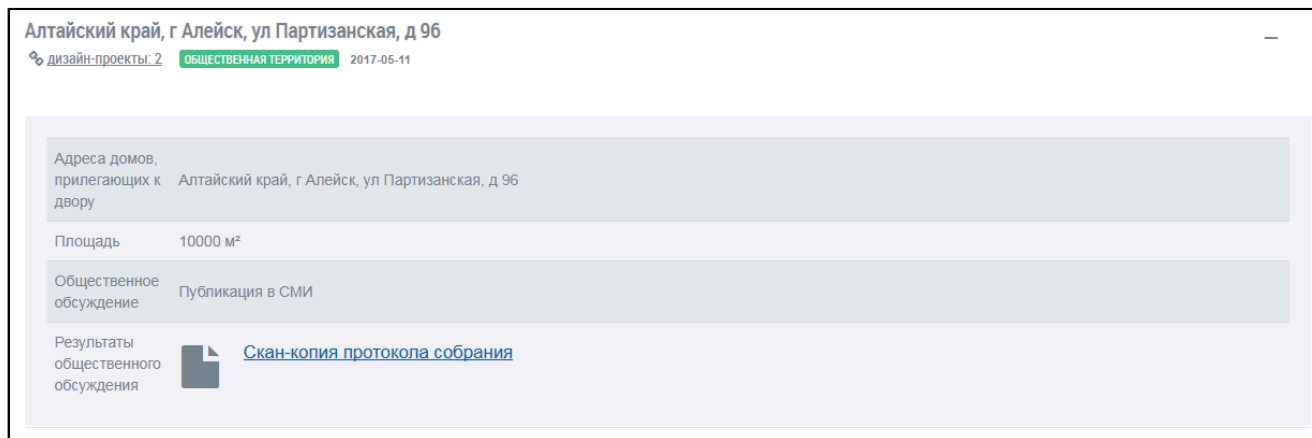 Алтайский край, г Алейск, ул Партизанская, д 96
дизайн-проекты: 2 ОБЩЕСТВЕННАЯ ТЕРРИТОРИЯ 2017-05-11
Адреса домов,
прилегающих к
двору
Алтайский край, г Алейск, ул Партизанская, д 96
Площадь 10000 м²
Общественное
обсуждение
Публикация в СМИ
Результаты
общественного
обсуждения
Скан-копия протокола собрания